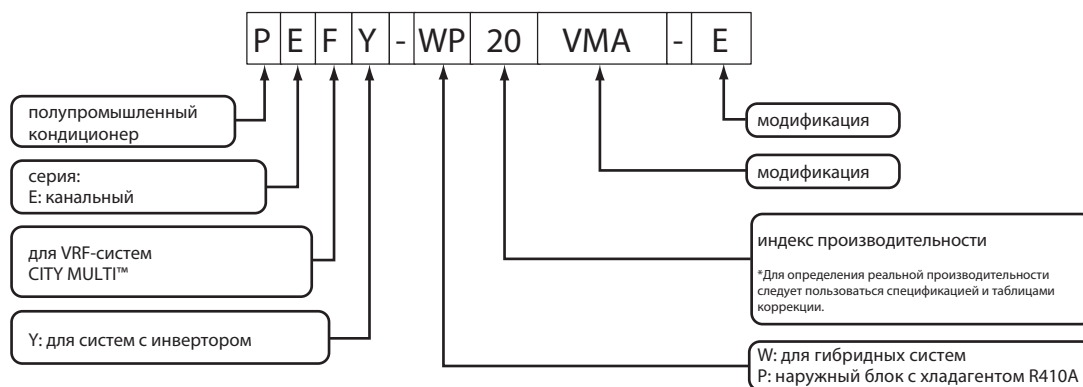 P E F Y - WP 20 VMA - E
полупромышленный
кондиционер
серия:
E: канальный
для VRF-систем
CITY MULTI™
Y: для систем с инвертором
модификация
модификация
индекс производительности
*Для определения реальной производительности
следует пользоваться спецификацией и таблицами
коррекции.
W: для гибридных систем
P: наружный блок с хладагентом R410A